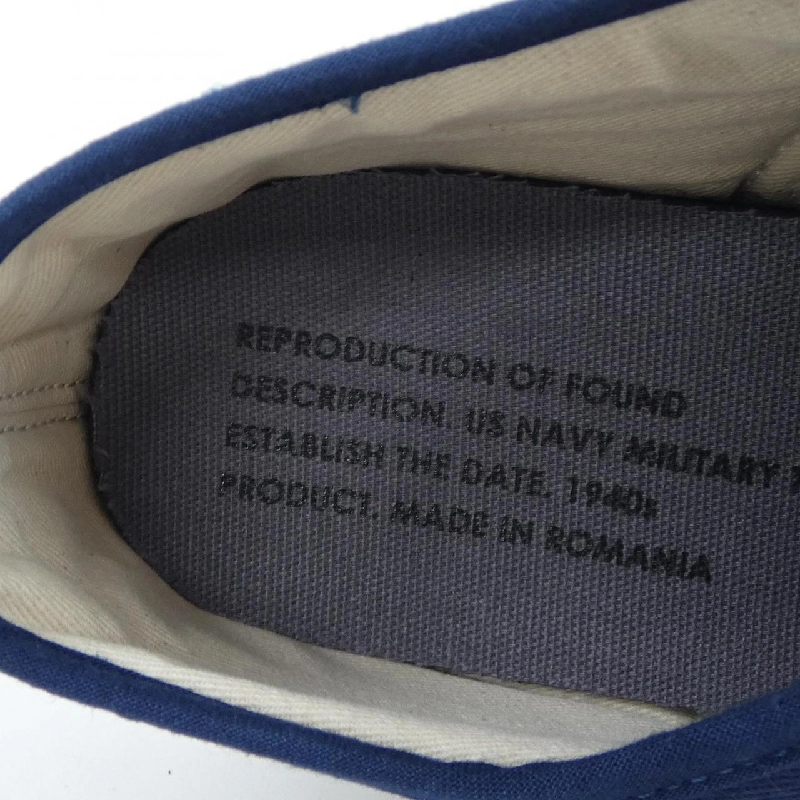 REPRODUCTION OF FOUND
DESCRIPTION. US NAVY MILITARY
ESTABLISH THE DATE. 1940s
PRODUCT. MADE IN ROMANIA